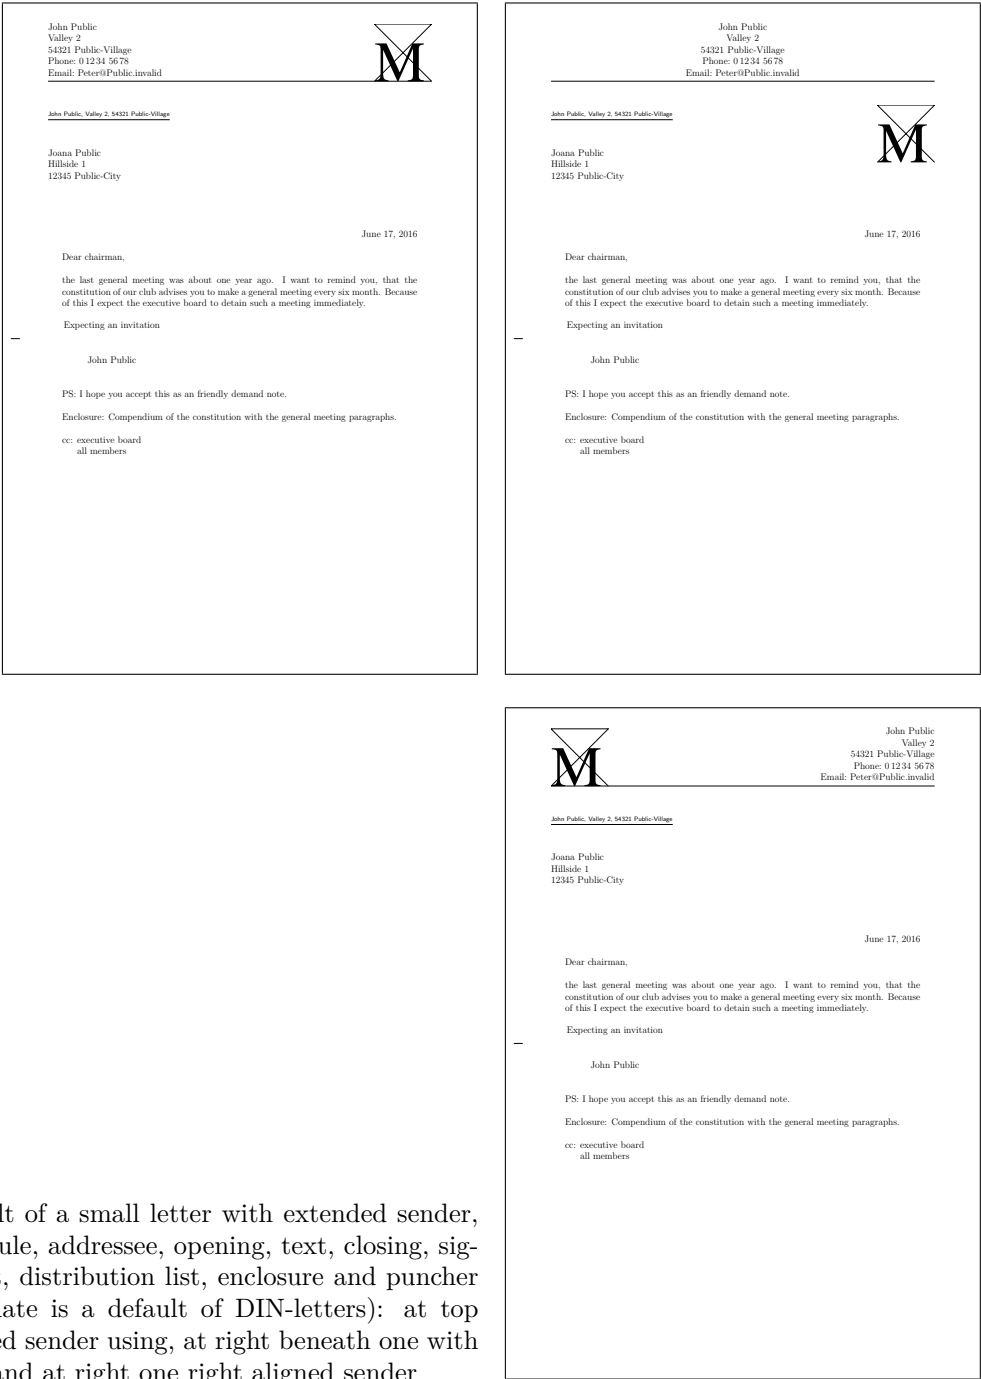 John Public
Valley 2
54321 Public-Village
Phone: 0 12 34 56 78
Email: Peter@Public.invalid
M
John Public, Valley 2, 54321 Public-Village
Joana Public
Hillside 1
12345 Public-City
June 17, 2016
Dear chairman,
the last general meeting was about one year ago. I want to remind you, that the
constitution of our club advises you to make a general meeting every six month. Because
of this I expect the executive board to detain such a meeting immediately.
Expecting an invitation
John Public
PS: I hope you accept this as an friendly demand note.
Enclosure: Compendium of the constitution with the general meeting paragraphs.
cc: executive board
all members
John Public
Valley 2
54321 Public-Village
Phone: 0 12 34 56 78
Email: Peter@Public.invalid
M
John Public, Valley 2, 54321 Public-Village
Joana Public
Hillside 1
12345 Public-City
June 17, 2016
Dear chairman,
the last general meeting was about one year ago. I want to remind you, that the
constitution of our club advises you to make a general meeting every six month. Because
of this I expect the executive board to detain such a meeting immediately.
Expecting an invitation
John Public
PS: I hope you accept this as an friendly demand note.
Enclosure: Compendium of the constitution with the general meeting paragraphs.
cc: executive board
all members
M
John Public
Valley 2
54321 Public-Village
Phone: 0 12 34 56 78
Email: Peter@Public.invalid
John Public, Valley 2, 54321 Public-Village
Joana Public
Hillside 1
12345 Public-City
June 17, 2016
Dear chairman,
the last general meeting was about one year ago. I want to remind you, that the
constitution of our club advises you to make a general meeting every six month. Because
of this I expect the executive board to detain such a meeting immediately.
Expecting an invitation
John Public
PS: I hope you accept this as an friendly demand note.
Enclosure: Compendium of the constitution with the general meeting paragraphs.
cc: executive board
all members
lt of a small letter with extended sender,
ule, addressee, opening, text, closing, sig-
, distribution list, enclosure and puncher
ate is a default of DIN-letters): at top
ed sender using, at right beneath one with
and at right one right aligned sender